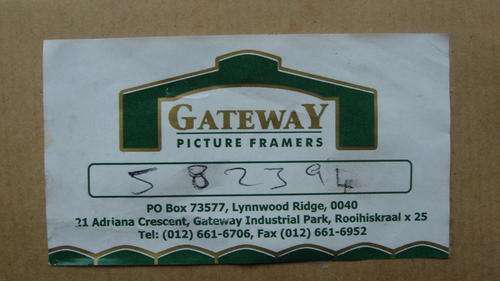 GATEWAY
PICTURE FRAMERS
582394
PO Box 73577, Lynnwood Ridge, 0040
21 Adriana Crescent, Gateway Industrial Park, Rooihiskraal x 25
Tel: (012) 661-6706, Fax (012) 661-6952